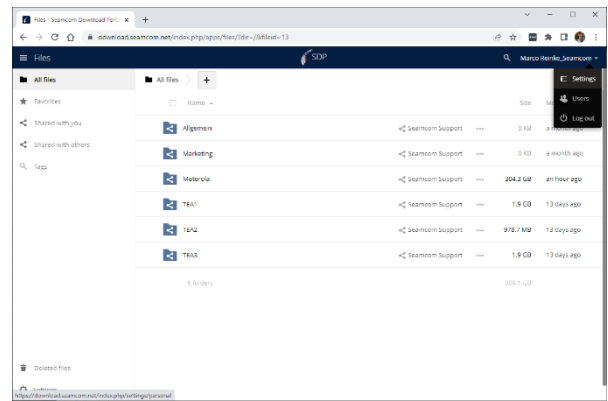 Files - Seamcom Download Porta
download.seamcom.net/index.php/apps/files/?dir=/&fileid=13
Files
SDP
Marco Reinke_Seamcom
All files
Favorites
Shared with you
Shared with others
Tags
All files
+
Settings
Users
Log out
Name
Size
Allgemein Seamcom Support ... 0 KB a month ago
Marketing Seamcom Support ... 0 KB a month ago
Motorola Seamcom Support ... 304.3 GB an hour ago
TEA1 Seamcom Support ... 1.9 GB 13 days ago
TEA2 Seamcom Support ... 978.7 MB 13 days ago
TEA3 Seamcom Support ... 1.9 GB 13 days ago
6 folders 309.1 GB
Deleted files
Settings
https://download.seamcom.net/index.php/settings/personal